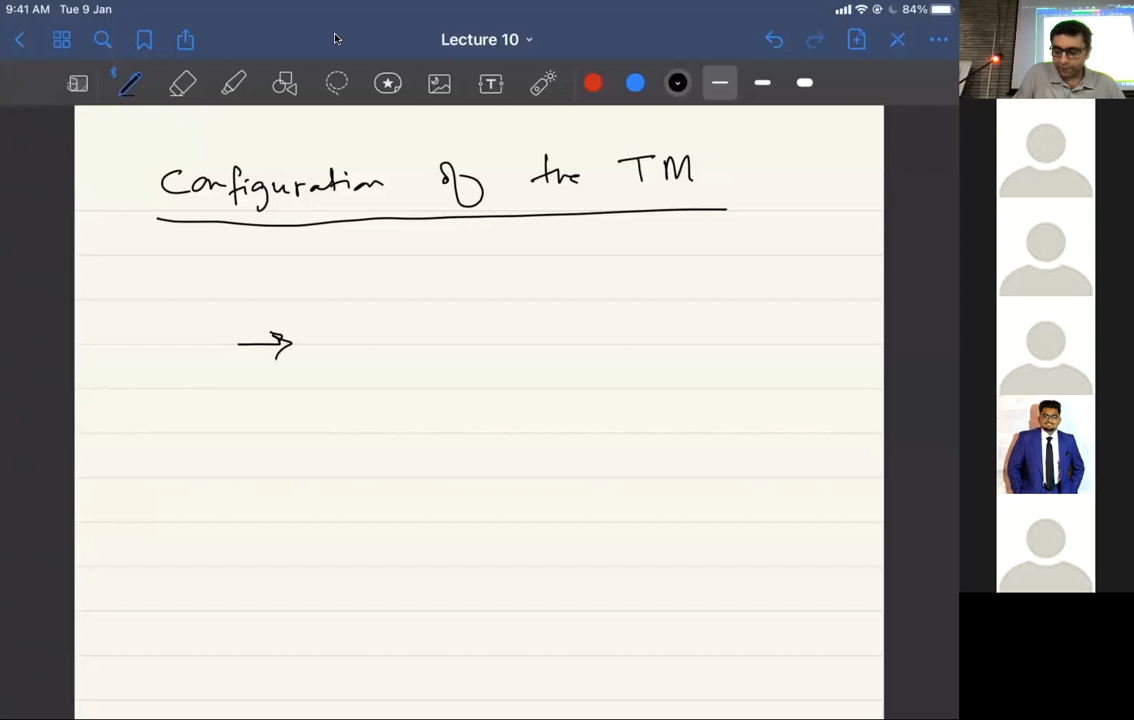 9:41 AM Tue 9 Jan
84%
Lecture 10
T
Configuration of the TM
→